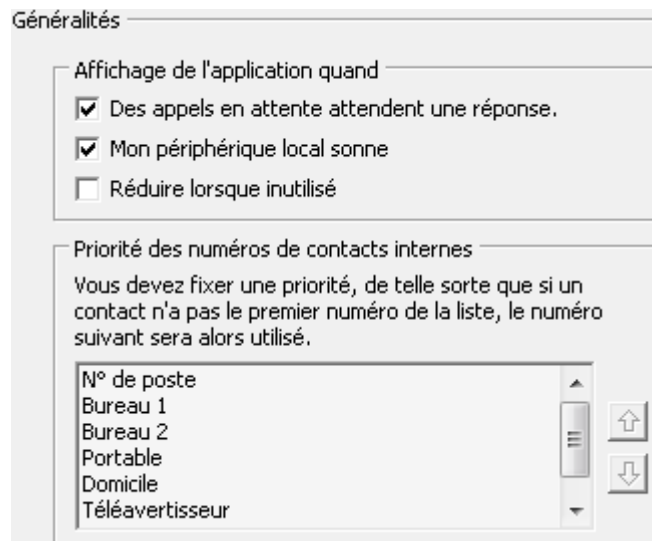 Généralités
Affichage de l'application quand
Des appels en attente attendent une réponse.
Mon périphérique local sonne
Réduire lorsque inutilisé
Priorité des numéros de contacts internes
Vous devez fixer une priorité, de telle sorte que si un
contact n'a pas le premier numéro de la liste, le numéro
suivant sera alors utilisé.
N° de poste
Bureau 1
Bureau 2
Portable
Domicile
Téléavertisseur